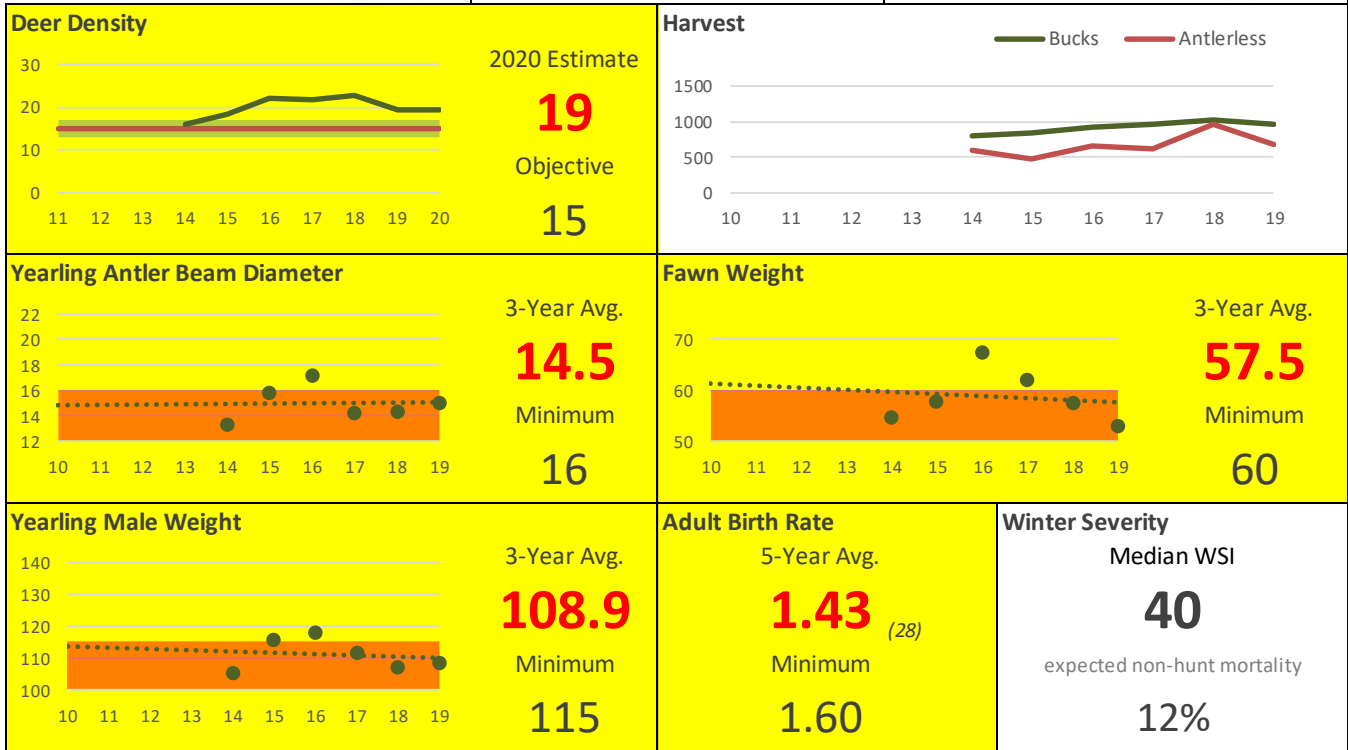 Deer Density
30
20
10
0
11 12 13 14 15 16 17 18 19 20
2020 Estimate
19
Objective
15
Harvest
Bucks Antlerless
1500
1000
500
0
10 11 12 13 14 15 16 17 18 19
Yearling Antler Beam Diameter
22
20
18
16
14
12
10 11 12 13 14 15 16 17 18 19
3-Year Avg.
14.5
Minimum
16
Fawn Weight
70
60
50
10 11 12 13 14 15 16 17 18 19
3-Year Avg.
57.5
Minimum
60
Yearling Male Weight
140
130
120
110
100
10 11 12 13 14 15 16 17 18 19
3-Year Avg.
108.9
Minimum
115
Adult Birth Rate
5-Year Avg.
1.43 (28)
Minimum
1.60
Winter Severity
Median WSI
40
expected non-hunt mortality
12%